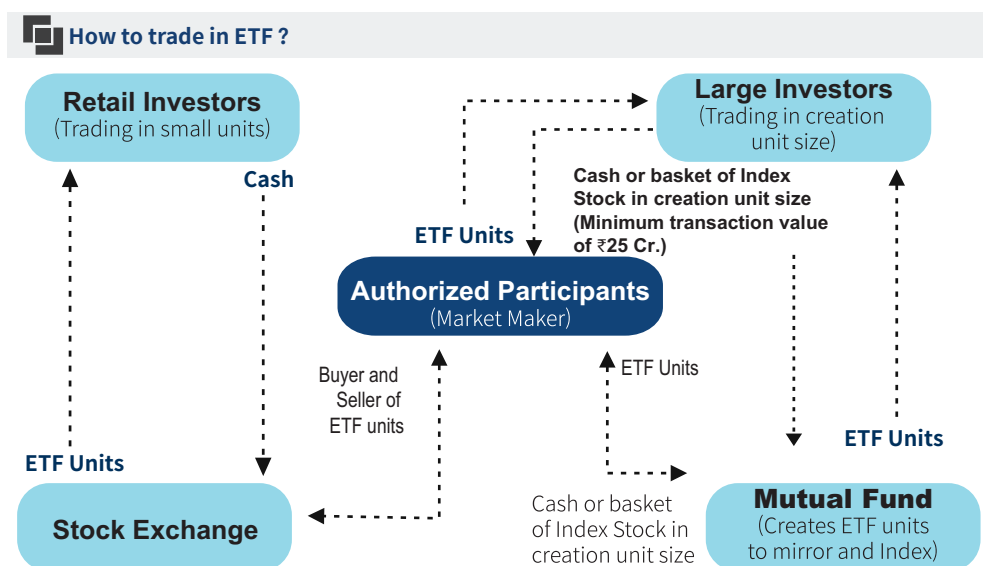 How to trade in ETF ?
Retail Investors
(Trading in small units)
Large Investors
(Trading in creation
unit size)
Cash
Cash or basket of Index
Stock in creation unit size
(Minimum transaction value
of ₹25 Cr.)
ETF Units
Authorized Participants
(Market Maker)
Buyer and
Seller of
ETF units
ETF Units
ETF Units
ETF Units
Stock Exchange
Cash or basket
of Index Stock in
creation unit size
Mutual Fund
(Creates ETF units
to mirror and Index)